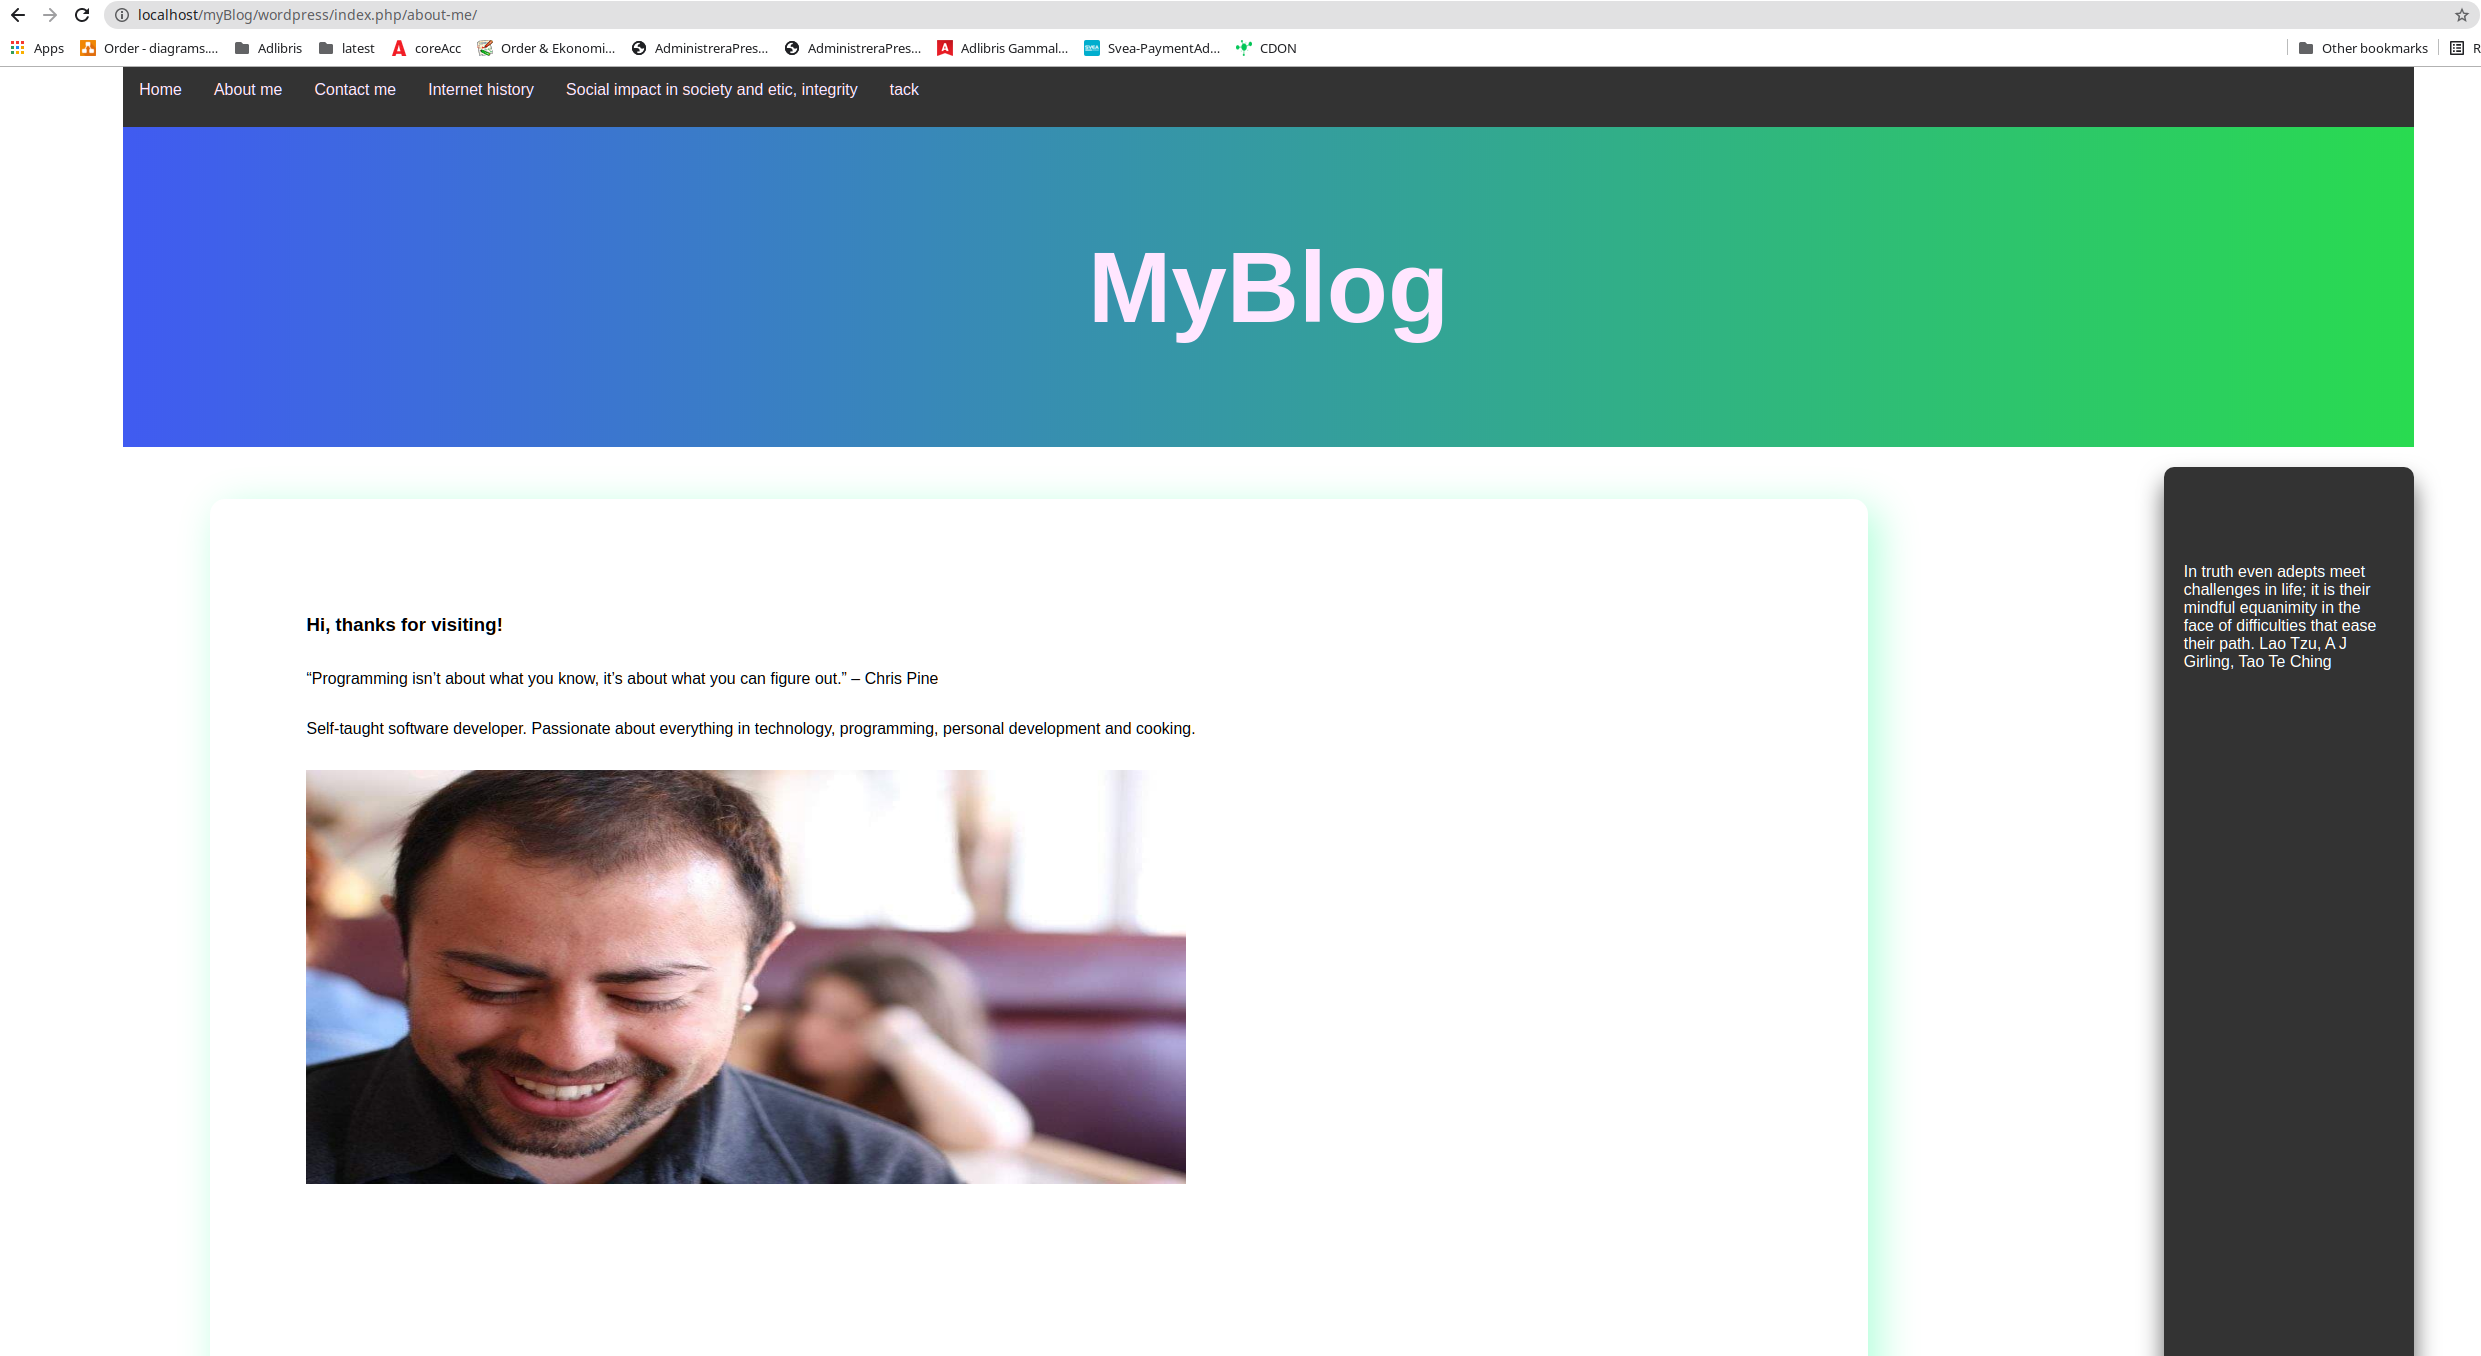 localhost/myBlog/wordpress/index.php/about-me/
Apps Order - diagrams.... Adlibris latest coreAcc Order & Ekonomi... AdministreraPres... AdministreraPres... Adlibris Gammal... Svea-PaymentAd... CDON Other bookmarks R
Home About me Contact me Internet history Social impact in society and etic, integrity tack
MyBlog
Hi, thanks for visiting!
“Programming isn’t about what you know, it’s about what you can figure out.” – Chris Pine
Self-taught software developer. Passionate about everything in technology, programming, personal development and cooking.
In truth even adepts meet
challenges in life; it is their
mindful equanimity in the
face of difficulties that ease
their path. Lao Tzu, A J
Girling, Tao Te Ching